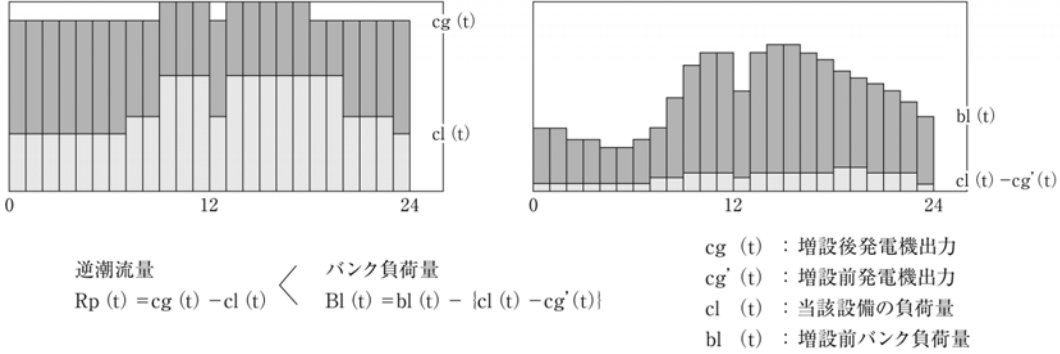 cg (t)
cl (t)
0 12 24
bl (t)
cl (t) −cg'(t)
0 12 24
逆潮流量 < バンク負荷量
Rp (t) =cg (t) −cl (t) Bl (t) =bl (t) − {cl (t) −cg'(t)}
cg (t) ：増設後発電機出力
cg' (t) ：増設前発電機出力
cl (t) ：当該設備の負荷量
bl (t) ：増設前バンク負荷量